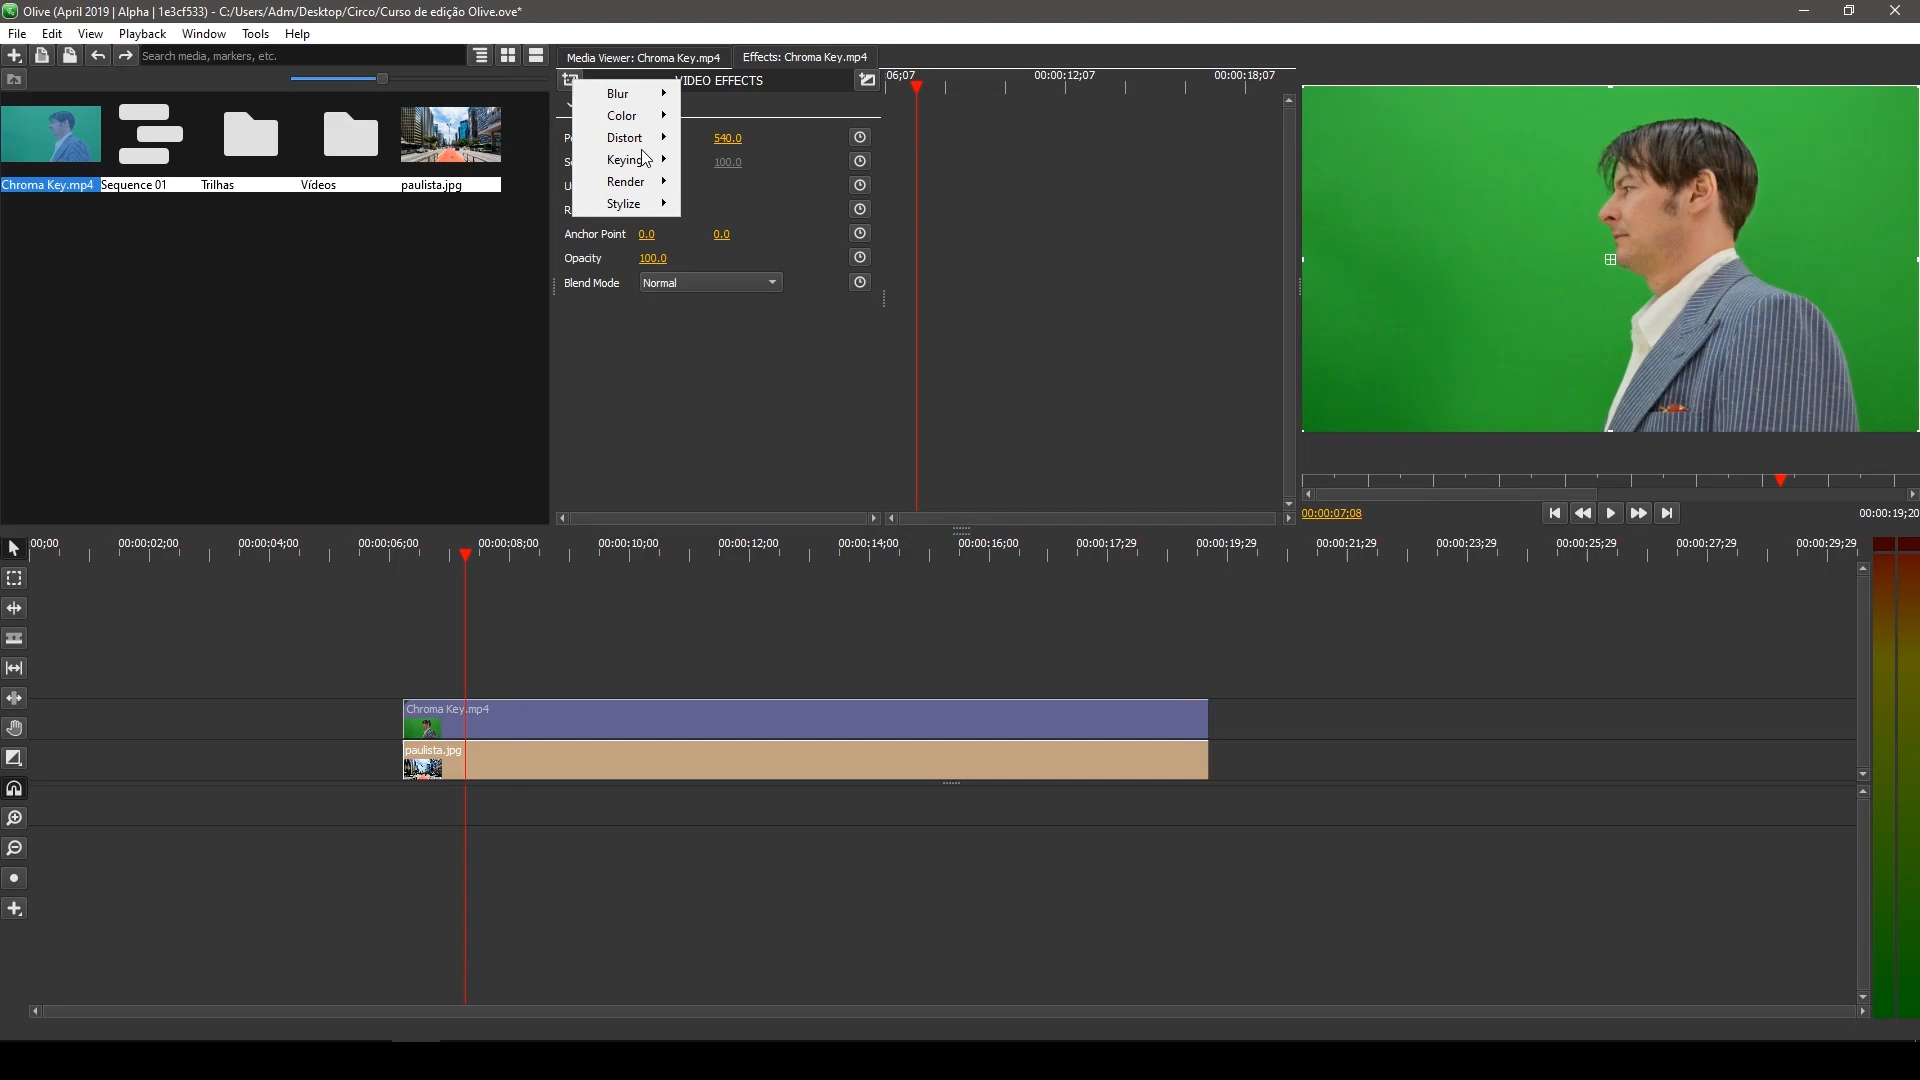 Olive (April 2019 | Alpha | 1e3cf533) - C:/Users/Adm/Desktop/Circo/Curso de edição Olive.ove*
File Edit View Playback Window Tools Help
Search media, markers, etc.
Media Viewer: Chroma Key.mp4 Effects: Chroma Key.mp4
06;07 00:00:12;07 00:00:18;07
VIDEO EFFECTS
Blur
Color
Distort
Keying
Render
Stylize
540.0
100.0
Anchor Point 0.0 0.0
Opacity 100.0
Blend Mode Normal
Chroma Key.mp4 Sequence 01 Trilhas Vídeos paulista.jpg
00:00:07;08 00:00:19;20
00;00 00:00:02;00 00:00:04;00 00:00:06;00 00:00:08;00 00:00:10;00 00:00:12;00 00:00:14;00 00:00:16;00 00:00:17;29 00:00:19;29 00:00:21;29 00:00:23;29 00:00:25;29 00:00:27;29 00:00:29;29
Chroma Key.mp4
paulista.jpg